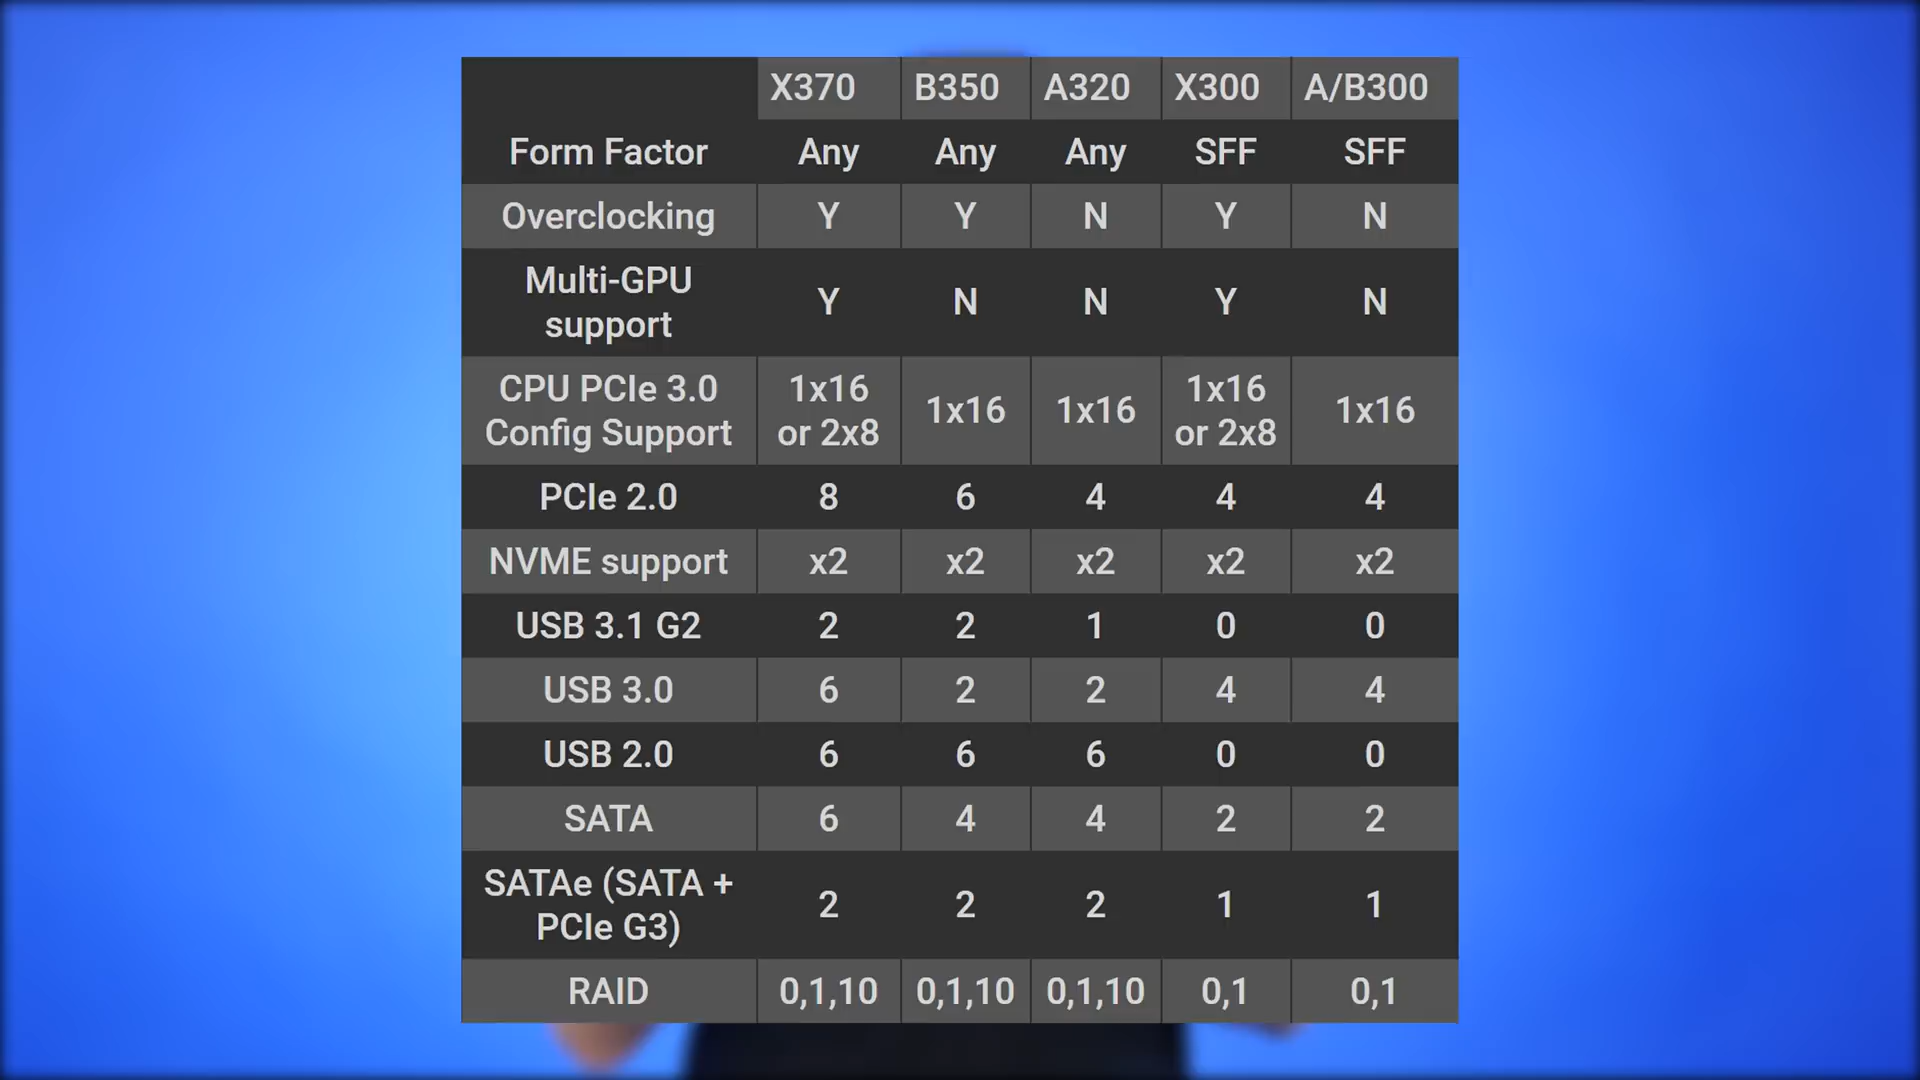 X370 B350 A320 X300 A/B300
Form Factor Any Any Any SFF SFF
Overclocking Y Y N Y N
Multi-GPU
support Y N N Y N
CPU PCIe 3.0
Config Support 1x16
or 2x8 1x16 1x16 1x16
or 2x8 1x16
PCIe 2.0 8 6 4 4 4
NVME support x2 x2 x2 x2 x2
USB 3.1 G2 2 2 1 0 0
USB 3.0 6 2 2 4 4
USB 2.0 6 6 6 0 0
SATA 6 4 4 2 2
SATAe (SATA +
PCIe G3) 2 2 2 1 1
RAID 0,1,10 0,1,10 0,1,10 0,1 0,1